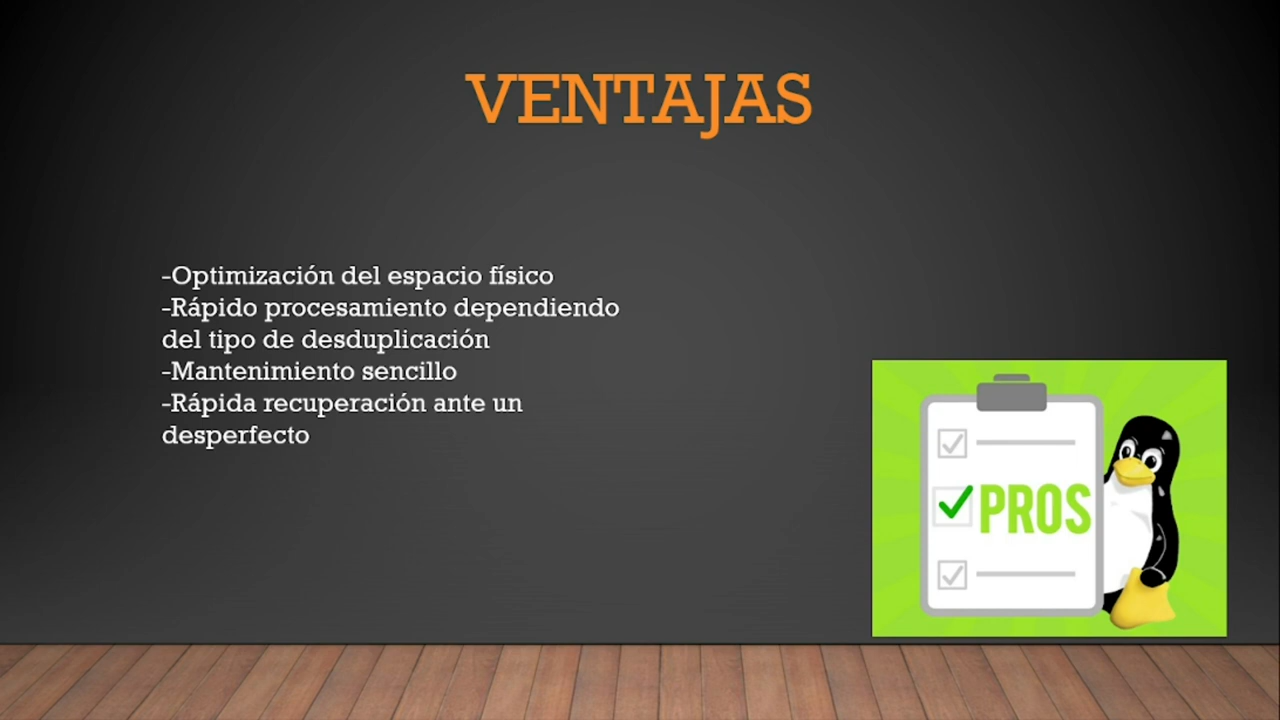 VENTAJAS
-Optimización del espacio físico
-Rápido procesamiento dependiendo
del tipo de desduplicación
-Mantenimiento sencillo
-Rápida recuperación ante un
desperfecto
PROS